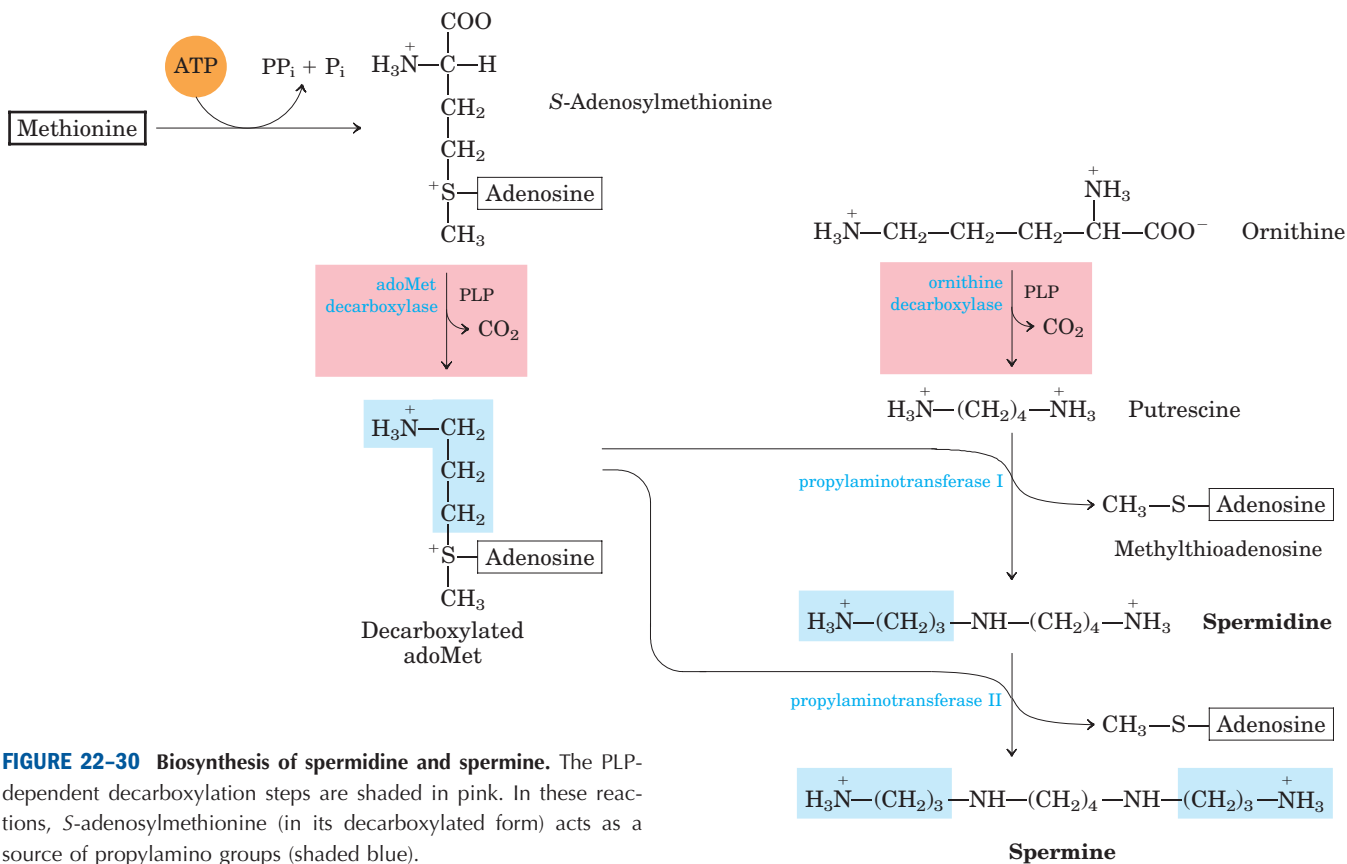 COO
H₃N⁺—C—H
ATP
PPᵢ + Pᵢ
CH₂
S-Adenosylmethionine
Methionine
CH₂
⁺S—Adenosine
CH₃
⁺NH₃
H₃N⁺—CH₂—CH₂—CH₂—CH—COO⁻ Ornithine
adoMet
decarboxylase
PLP
CO₂
ornithine
decarboxylase
PLP
CO₂
H₃N⁺—CH₂
CH₂
CH₂
⁺S—Adenosine
CH₃
Decarboxylated
adoMet
H₃N⁺—(CH₂)₄—N⁺H₃ Putrescine
propylaminotransferase I
CH₃—S—Adenosine
Methylthioadenosine
H₃N⁺—(CH₂)₃—NH—(CH₂)₄—N⁺H₃ Spermidine
propylaminotransferase II
CH₃—S—Adenosine
H₃N⁺—(CH₂)₃—NH—(CH₂)₄—NH—(CH₂)₃—N⁺H₃
Spermine
FIGURE 22–30 Biosynthesis of spermidine and spermine. The PLP-
dependent decarboxylation steps are shaded in pink. In these reac-
tions, S-adenosylmethionine (in its decarboxylated form) acts as a
source of propylamino groups (shaded blue).